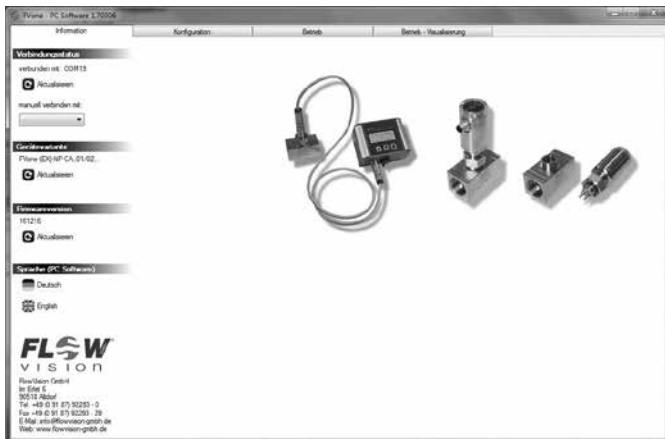 FVone - PC Software 1.70006
Information
Konfiguration
Betrieb
Betrieb - Visualisierung
Verbindungsstatus
verbunden mit: COM13
Aktualisieren
manuell verbinden mit:
Gerätevariante
FVone (EX)-NP CA, 01/02...
Aktualisieren
Firmwareversion
161216
Aktualisieren
Sprache (PC Software)
Deutsch
English
FLOW
VISION
FlowVision GmbH
Im Erlet 6
90518 Altdorf
Tel: +49 (0 91 87) 92293 - 0
Fax +49 (0 91 87) 92293 - 29
E-Mail: info@flowvision-gmbh.de
Web: www.flowvision-gmbh.de